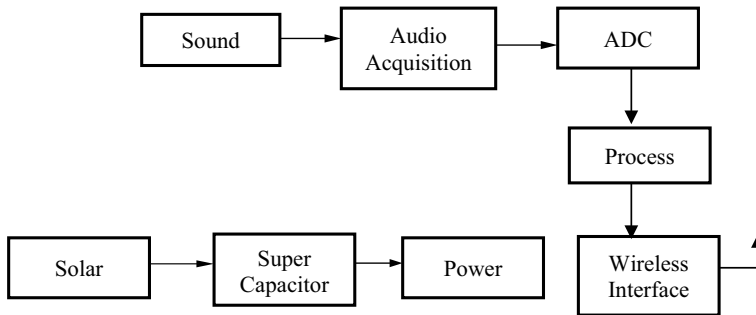 Sound
Audio
Acquisition
ADC
Process
Solar
Super
Capacitor
Power
Wireless
Interface